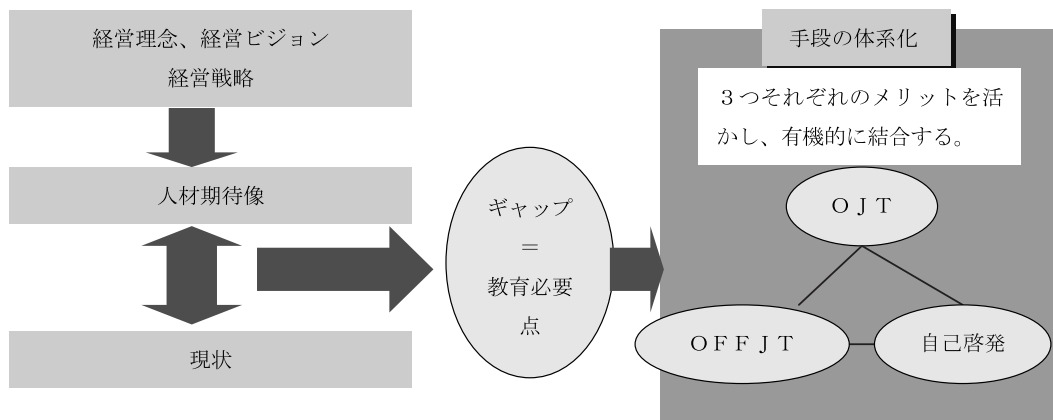 経営理念、経営ビジョン
経営戦略
人材期待像
現状
ギャップ
＝
教育必要
点
手段の体系化
３つそれぞれのメリットを活
かし、有機的に結合する。
ＯＪＴ
ＯＦＦＪＴ
自己啓発